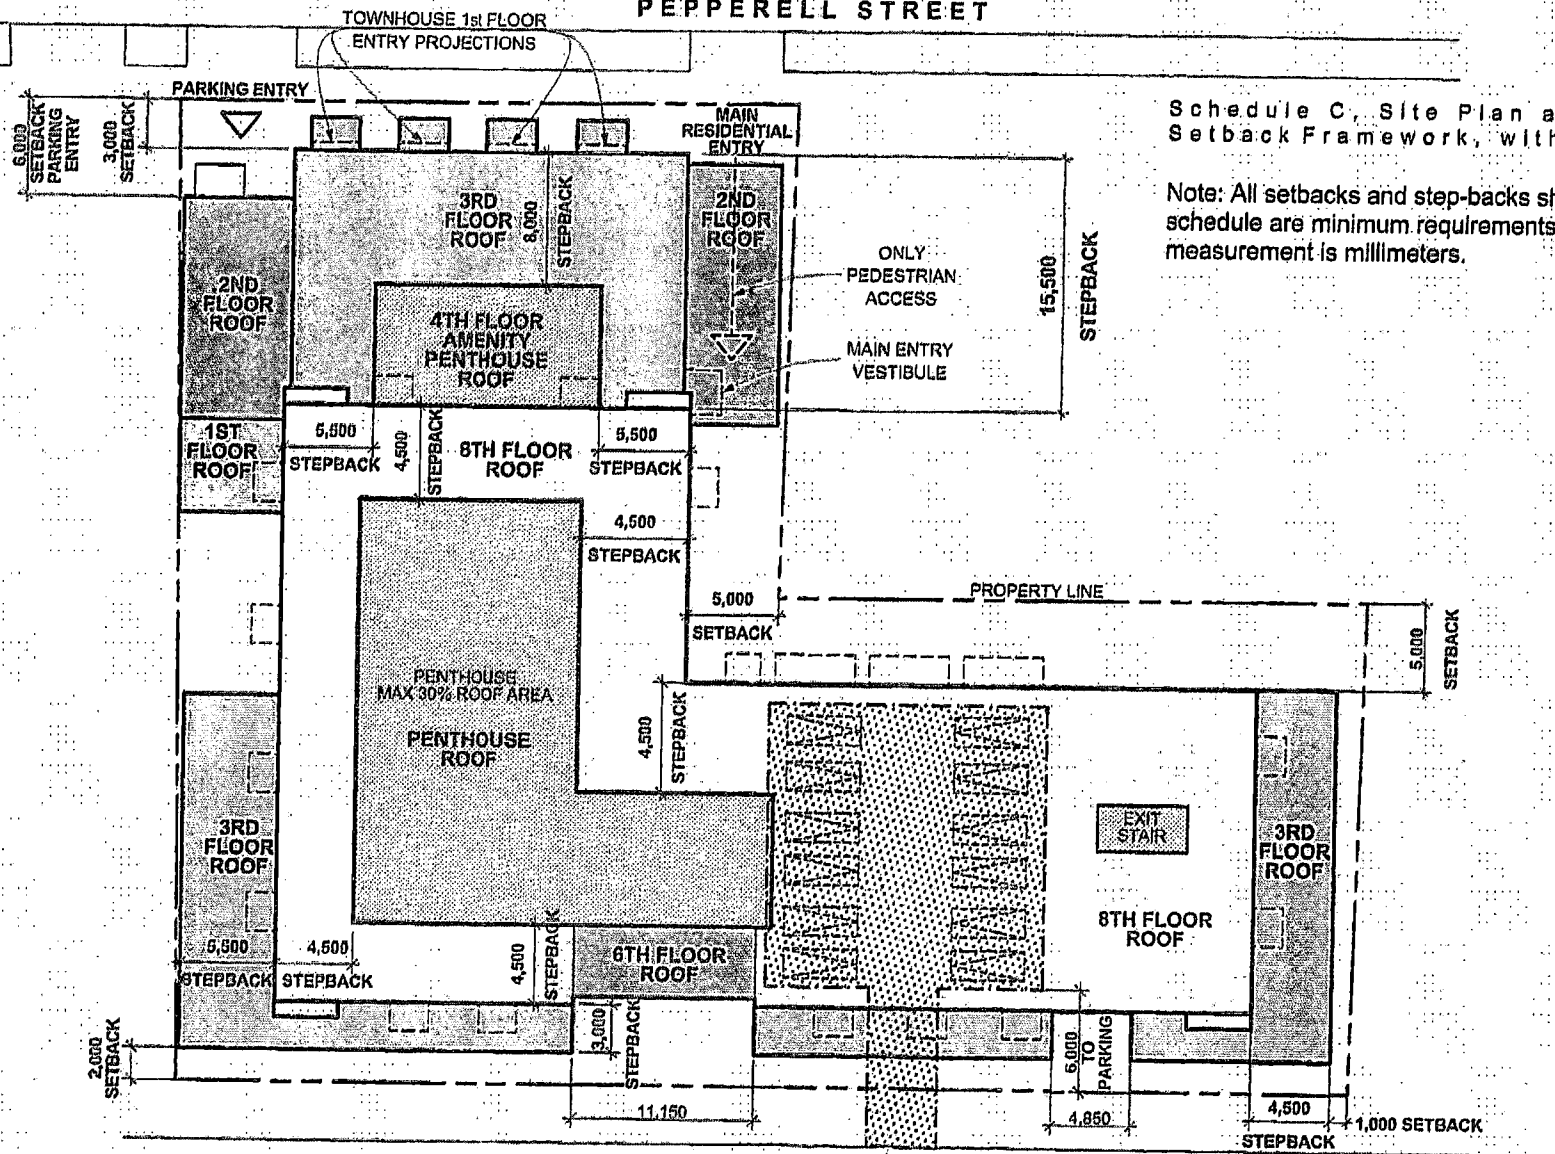 PEPPERELL STREET
TOWNHOUSE 1st FLOOR
ENTRY PROJECTIONS
PARKING ENTRY
MAIN
RESIDENTIAL
ENTRY
6,000
SETBACK
PARKING
ENTRY
3,000
SETBACK
Schedule C, Site Plan a
Setback Framework, with
Note: All setbacks and step-backs sh
schedule are minimum requirements
measurement is millimeters.
3RD
FLOOR
ROOF
8,000
STEPBACK
2ND
FLOOR
ROOF
ONLY
PEDESTRIAN
ACCESS
15,500
STEPBACK
2ND
FLOOR
ROOF
4TH FLOOR
AMENITY
PENTHOUSE
ROOF
MAIN ENTRY
VESTIBULE
1ST
FLOOR
ROOF
5,500
STEPBACK
4,500
STEPBACK
8TH FLOOR
ROOF
5,500
STEPBACK
4,500
STEPBACK
5,000
SETBACK
PROPERTY LINE
5,000
SETBACK
PENTHOUSE
MAX 30% ROOF AREA
PENTHOUSE
ROOF
4,500
STEPBACK
EXIT
STAIR
3RD
FLOOR
ROOF
3RD
FLOOR
ROOF
8TH FLOOR
ROOF
5,500
STEPBACK
4,500
STEPBACK
4,500
STEPBACK
6TH FLOOR
ROOF
3,000
STEPBACK
6,000
TO
PARKING
2,000
SETBACK
11,150
4,850
4,500
STEPBACK
1,000 SETBACK